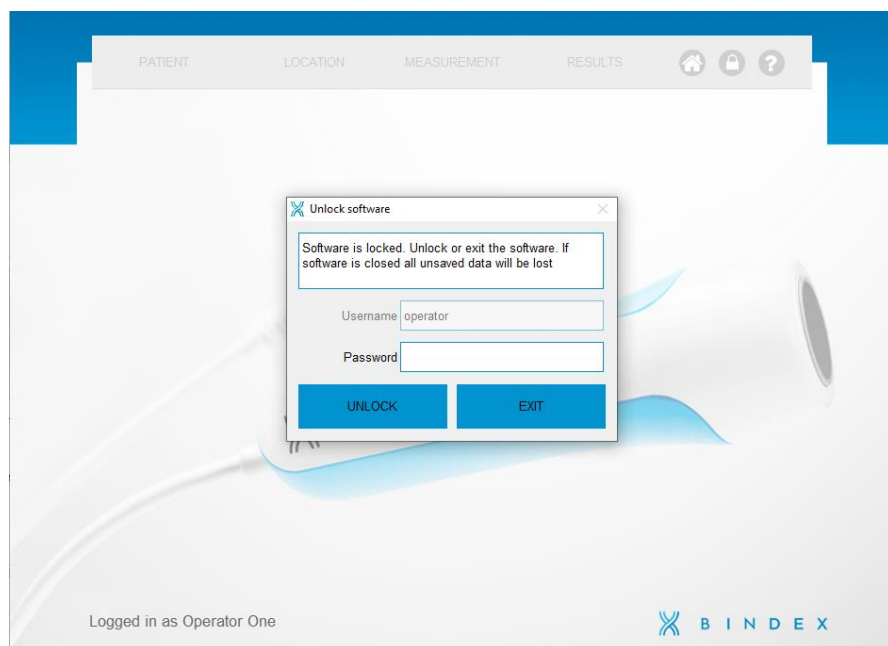 PATIENT LOCATION MEASUREMENT RESULTS ?
Unlock software
Software is locked. Unlock or exit the software. If
software is closed all unsaved data will be lost
Username operator
Password
UNLOCK EXIT
Logged in as Operator One
BINDEX